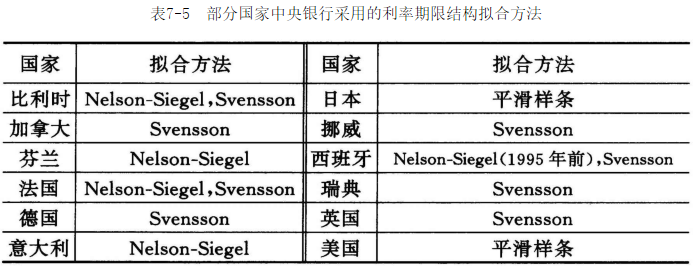 表7-5 部分国家中央银行采用的利率期限结构拟合方法
国家 拟合方法 国家 拟合方法
比利时 Nelson-Siegel,Svensson 日本 平滑样条
加拿大 Svensson 挪威 Svensson
芬兰 Nelson-Siegel 西班牙 Nelson-Siegel(1995年前),Svensson
法国 Nelson-Siegel,Svensson 瑞典 Svensson
德国 Svensson 英国 Svensson
意大利 Nelson-Siegel 美国 平滑样条